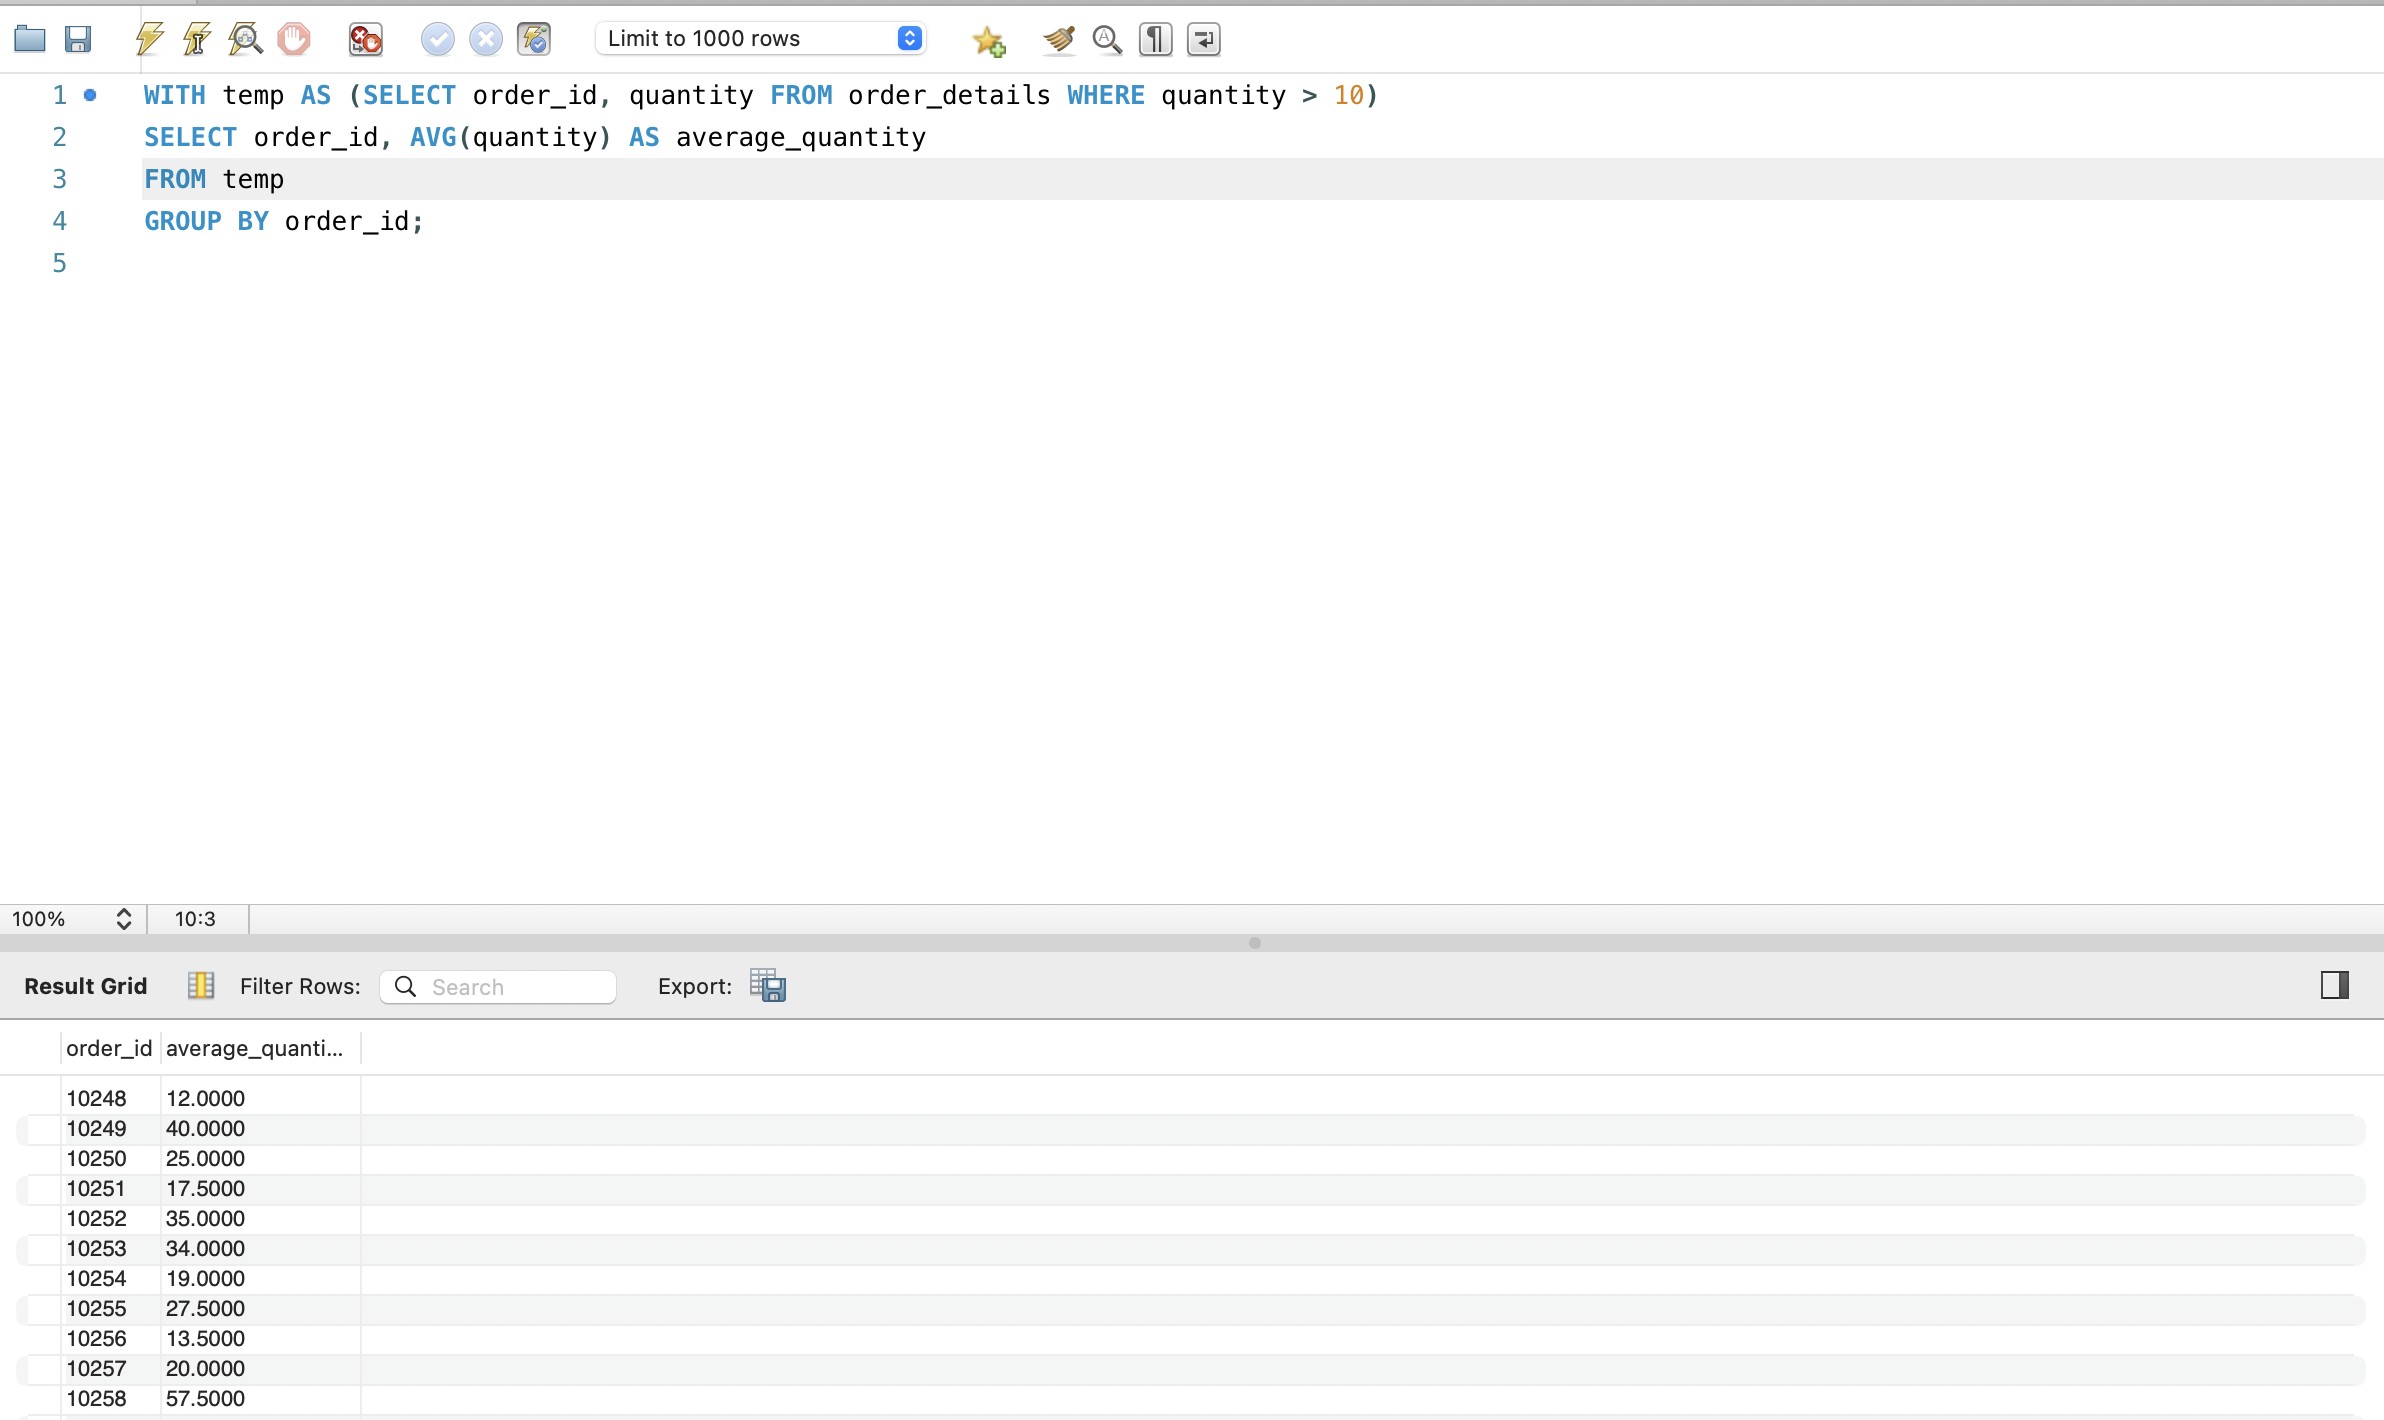 Limit to 1000 rows
1 WITH temp AS (SELECT order_id, quantity FROM order_details WHERE quantity > 10)
2 SELECT order_id, AVG(quantity) AS average_quantity
3 FROM temp
4 GROUP BY order_id;
5
100% 10:3
Result Grid Filter Rows: Search Export:
order_id average_quanti...
10248 12.0000
10249 40.0000
10250 25.0000
10251 17.5000
10252 35.0000
10253 34.0000
10254 19.0000
10255 27.5000
10256 13.5000
10257 20.0000
10258 57.5000